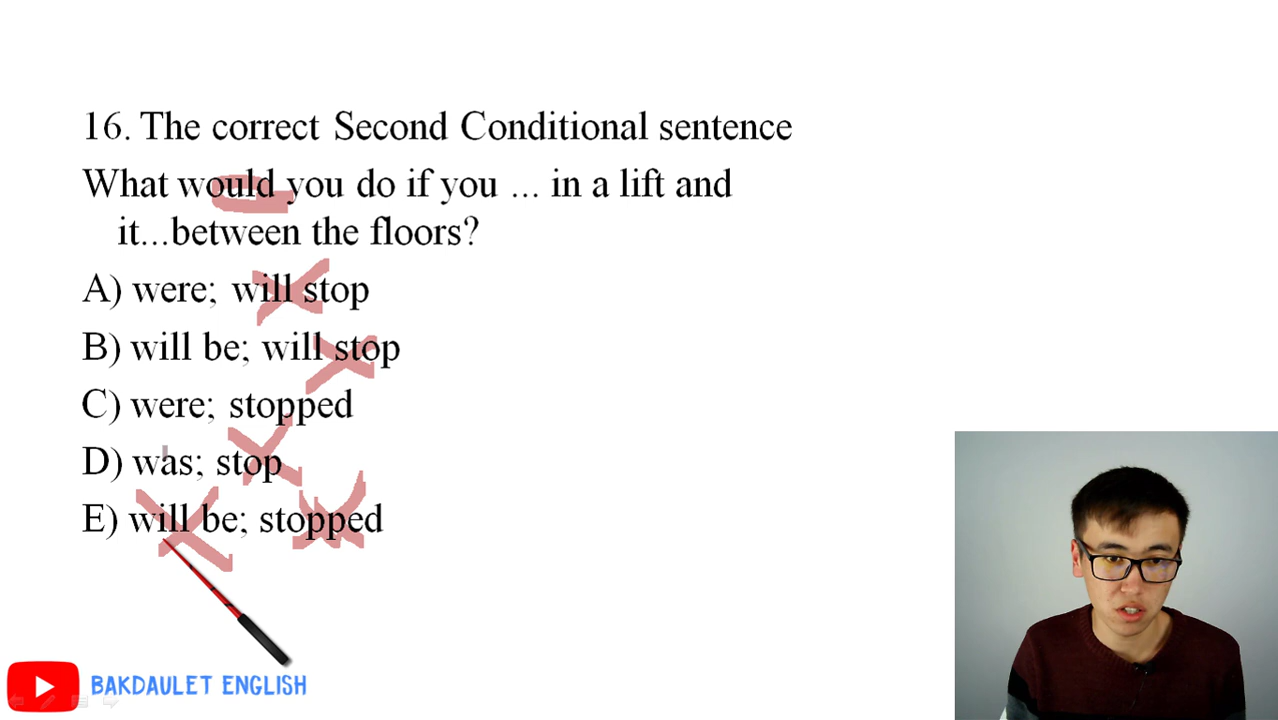 16. The correct Second Conditional sentence
What would you do if you ... in a lift and
it...between the floors?
A) were; will stop
B) will be; will stop
C) were; stopped
D) was; stop
E) will be; stopped
BAKDAULET ENGLISH